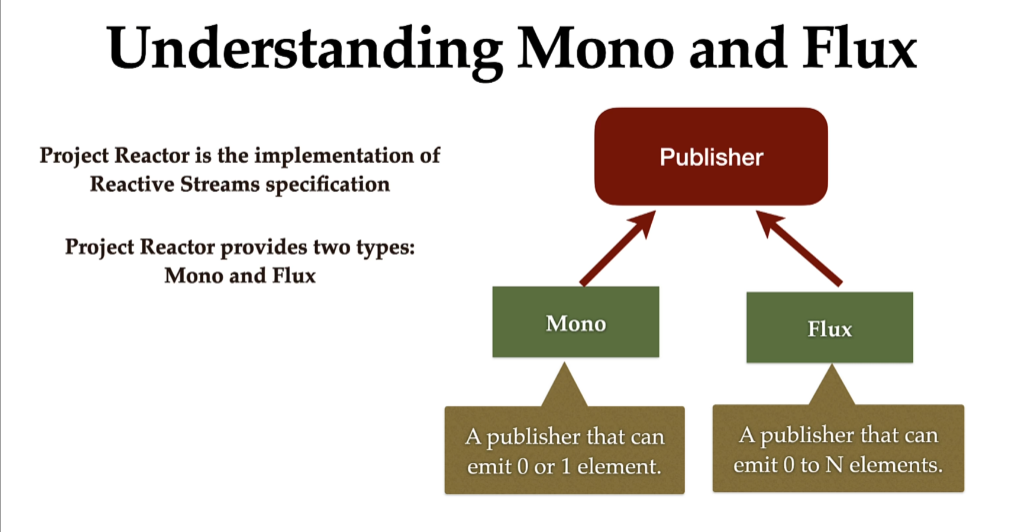 Understanding Mono and Flux
Project Reactor is the implementation of
Reactive Streams specification
Project Reactor provides two types:
Mono and Flux
Publisher
Mono
Flux
A publisher that can
emit 0 or 1 element.
A publisher that can
emit 0 to N elements.